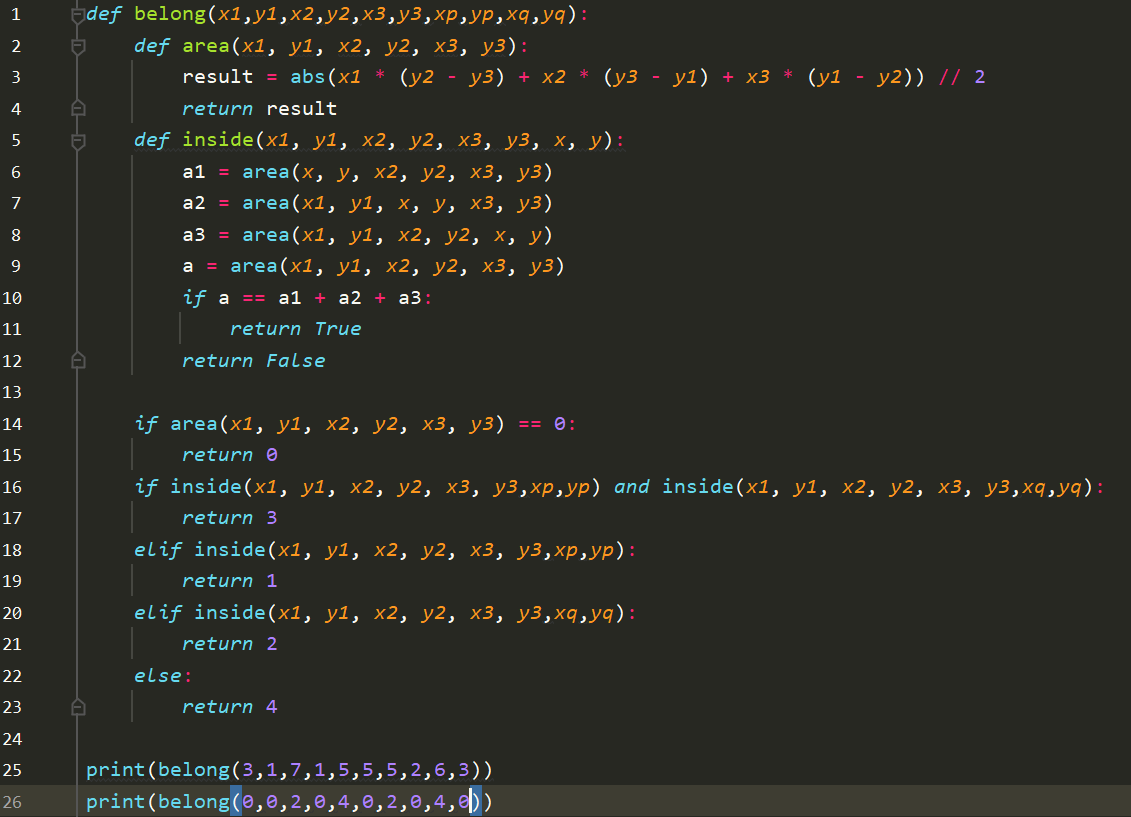 1 def belong(x1,y1,x2,y2,x3,y3,xp,yp,xq,yq):
2     def area(x1, y1, x2, y2, x3, y3):
3         result = abs(x1 * (y2 - y3) + x2 * (y3 - y1) + x3 * (y1 - y2)) // 2
4         return result
5     def inside(x1, y1, x2, y2, x3, y3, x, y):
6         a1 = area(x, y, x2, y2, x3, y3)
7         a2 = area(x1, y1, x, y, x3, y3)
8         a3 = area(x1, y1, x2, y2, x, y)
9         a = area(x1, y1, x2, y2, x3, y3)
10         if a == a1 + a2 + a3:
11             return True
12         return False
13
14     if area(x1, y1, x2, y2, x3, y3) == 0:
15         return 0
16     if inside(x1, y1, x2, y2, x3, y3,xp,yp) and inside(x1, y1, x2, y2, x3, y3,xq,yq):
17         return 3
18     elif inside(x1, y1, x2, y2, x3, y3,xp,yp):
19         return 1
20     elif inside(x1, y1, x2, y2, x3, y3,xq,yq):
21         return 2
22     else:
23         return 4
24
25 print(belong(3,1,7,1,5,5,5,2,6,3))
26 print(belong(0,0,2,0,4,0,2,0,4,0))